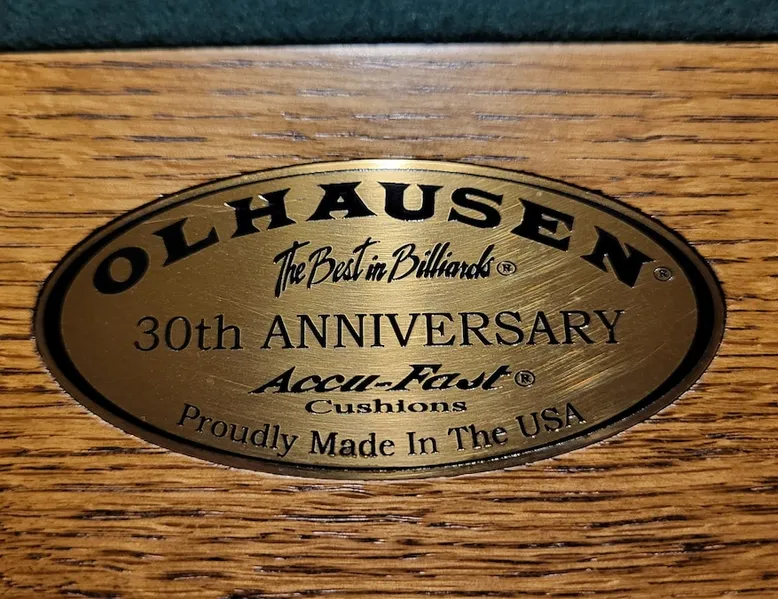 OLHAUSEN®
The Best in Billiards®
30th ANNIVERSARY
Accu-Fast®
Cushions
Proudly Made In The USA